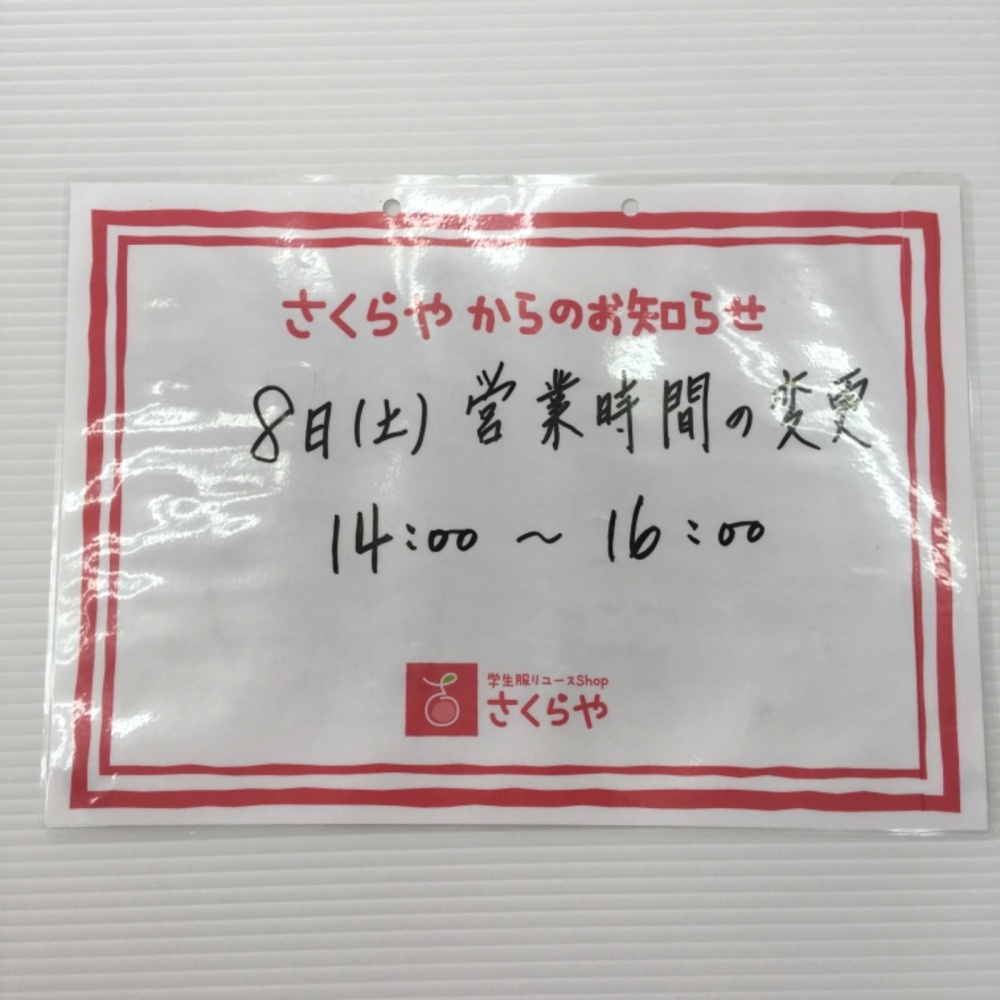 さくらや からのお知らせ
8日(土) 営業時間の変更
14:00 ~ 16:00
学生服リユースShop
さくらや